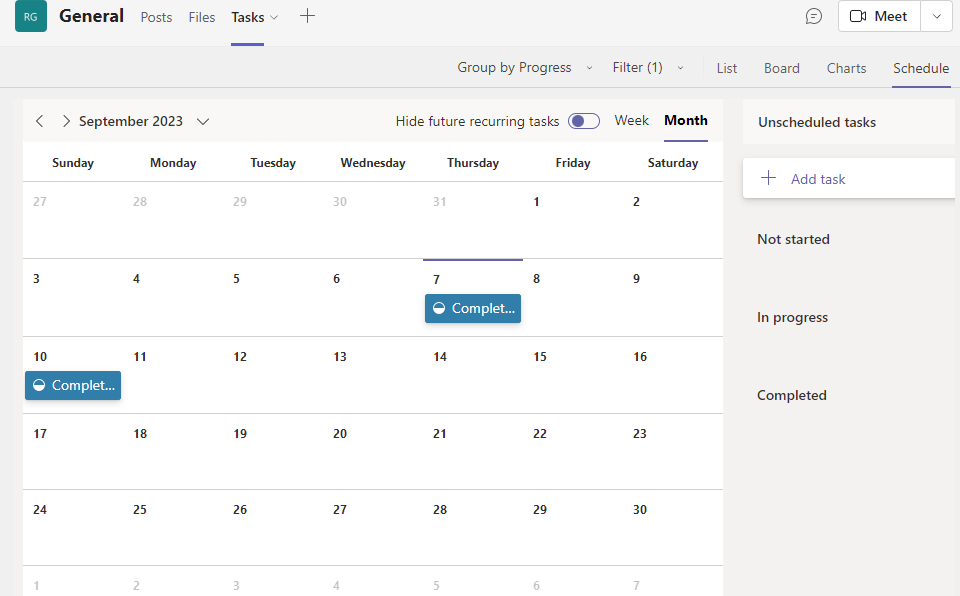 RG General Posts Files Tasks Meet
Group by Progress Filter (1) List Board Charts Schedule
September 2023 Hide future recurring tasks Week Month
Sunday Monday Tuesday Wednesday Thursday Friday Saturday
27 28 29 30 31 1 2
3 4 5 6 7 8 9
Complet...
10 11 12 13 14 15 16
Complet...
17 18 19 20 21 22 23
24 25 26 27 28 29 30
1 2 3 4 5 6 7
Unscheduled tasks
Add task
Not started
In progress
Completed